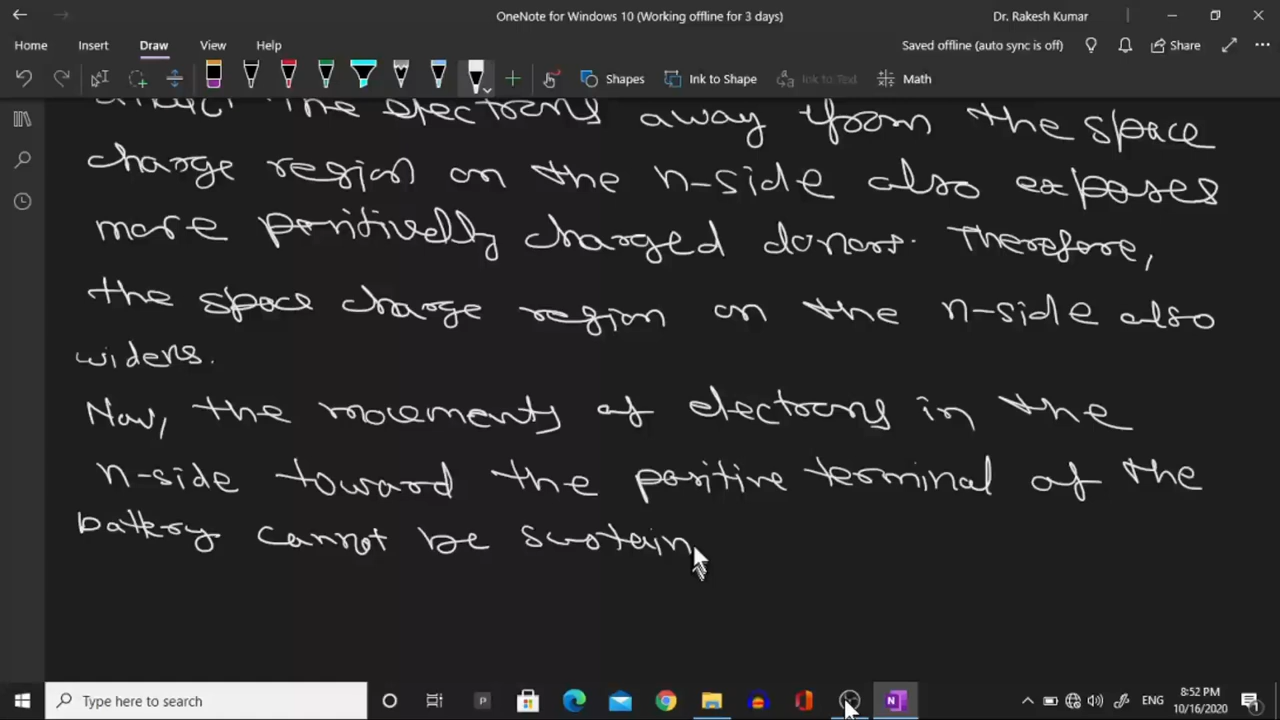 OneNote for Windows 10 (Working offline for 3 days)
Dr. Rakesh Kumar
Home Insert Draw View Help
Saved offline (auto sync is off) Share
Shapes Ink to Shape Ink to Text Math
the electrons away from the space
charge region on the n-side also exposes
more positively charged donors. Therefore,
the space charge region on the n-side also
widens.
Now, the movements of electrons in the
n-side toward the positive terminal of the
battery cannot be sustain
Type here to search
ENG
8:52 PM
10/16/2020